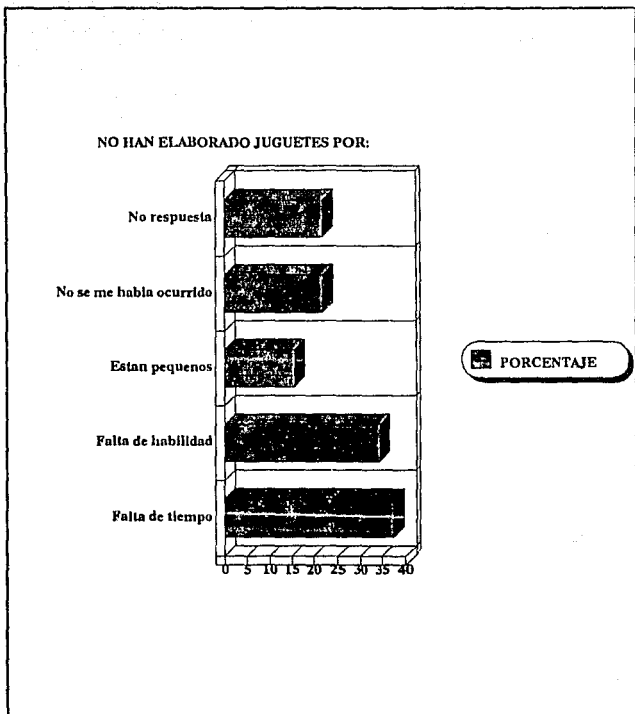 NO HAN ELABORADO JUGUETES POR:
No respuesta
No se me habia ocurrido
Estan pequenos
Falta de habilidad
Falta de tiempo
0 5 10 15 20 25 30 35 40
PORCENTAJE